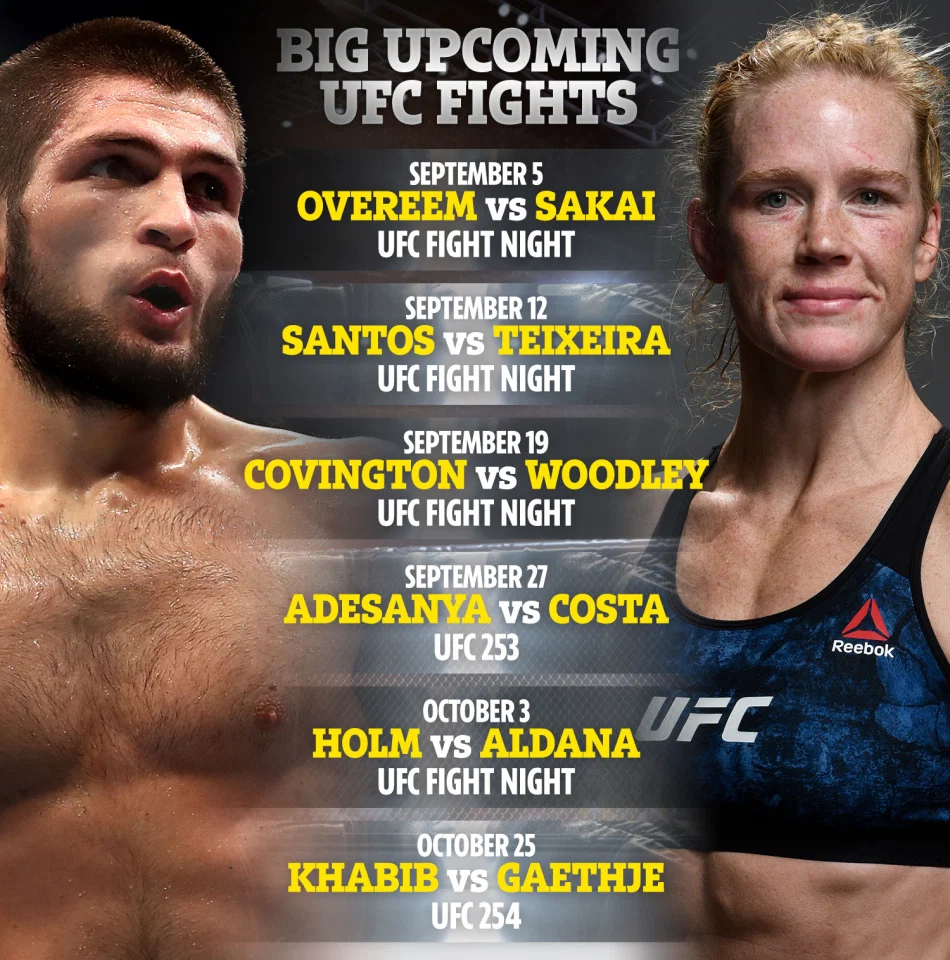 BIG UPCOMING
UFC FIGHTS
SEPTEMBER 5
OVEREEM vs SAKAI
UFC FIGHT NIGHT
SEPTEMBER 12
SANTOS vs TEIXEIRA
UFC FIGHT NIGHT
SEPTEMBER 19
COVINGTON vs WOODLEY
UFC FIGHT NIGHT
SEPTEMBER 27
ADESANYA vs COSTA
UFC 253
OCTOBER 3
HOLM vs ALDANA
UFC FIGHT NIGHT
OCTOBER 25
KHABIB vs GAETHJE
UFC 254
Reebok
UFC